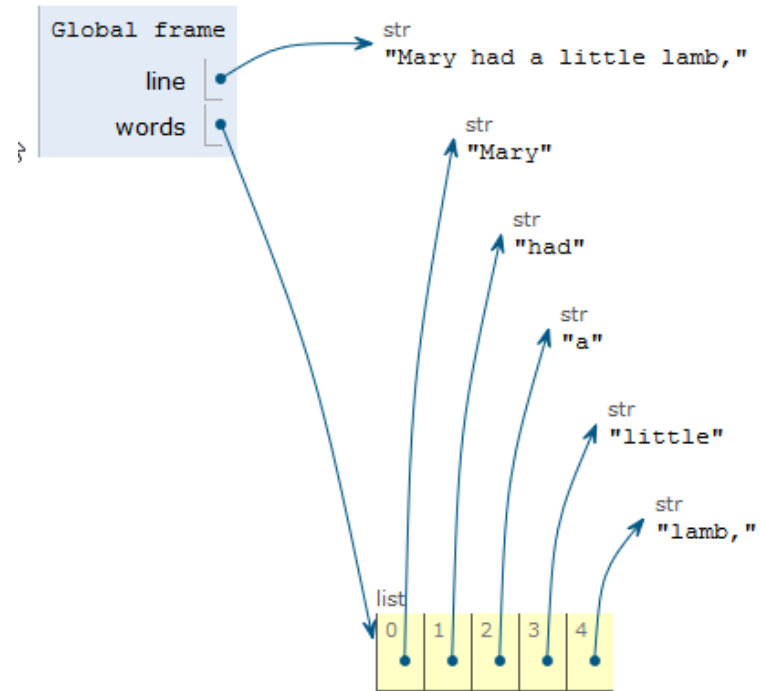 Global frame
line
words
str
"Mary had a little lamb,"
str
"Mary"
str
"had"
str
"a"
str
"little"
str
"lamb,"
list
0 1 2 3 4